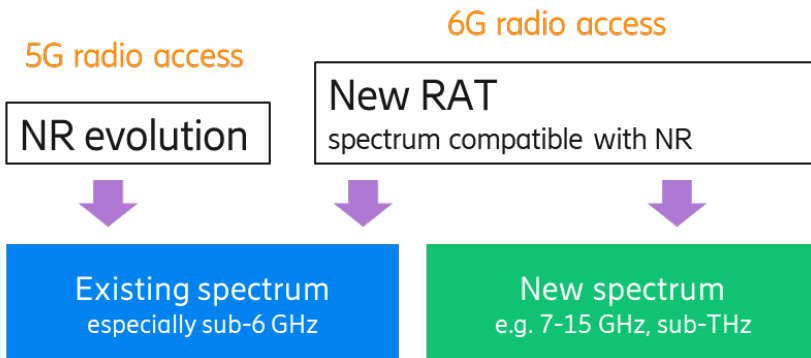 5G radio access
6G radio access
NR evolution
New RAT
spectrum compatible with NR
Existing spectrum
especially sub-6 GHz
New spectrum
e.g. 7-15 GHz, sub-THz